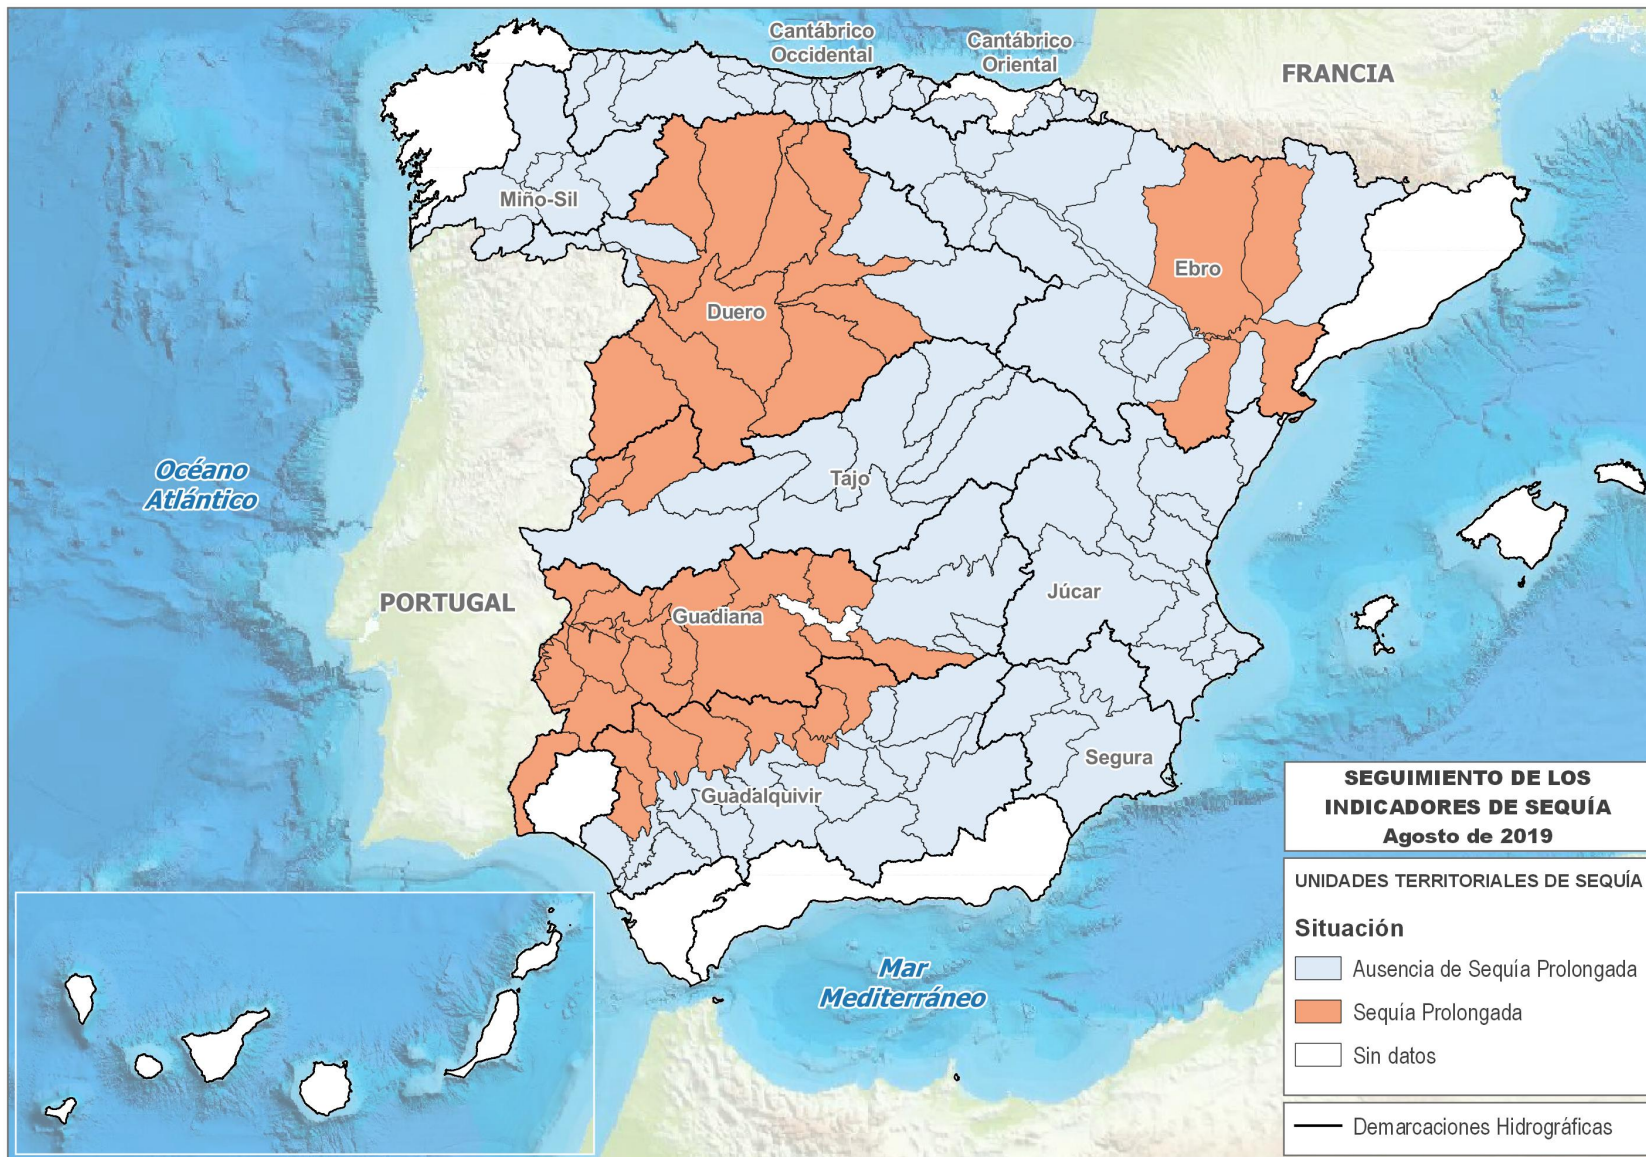 Cantábrico
Occidental
Cantábrico
Oriental
FRANCIA
Miño-Sil
Ebro
Duero
Océano
Atlántico
Tajo
PORTUGAL
Júcar
Guadiana
Segura
Guadalquivir
Mar
Mediterráneo
SEGUIMIENTO DE LOS
INDICADORES DE SEQUÍA
Agosto de 2019
UNIDADES TERRITORIALES DE SEQUÍA
Situación
Ausencia de Sequía Prolongada
Sequía Prolongada
Sin datos
Demarcaciones Hidrográficas